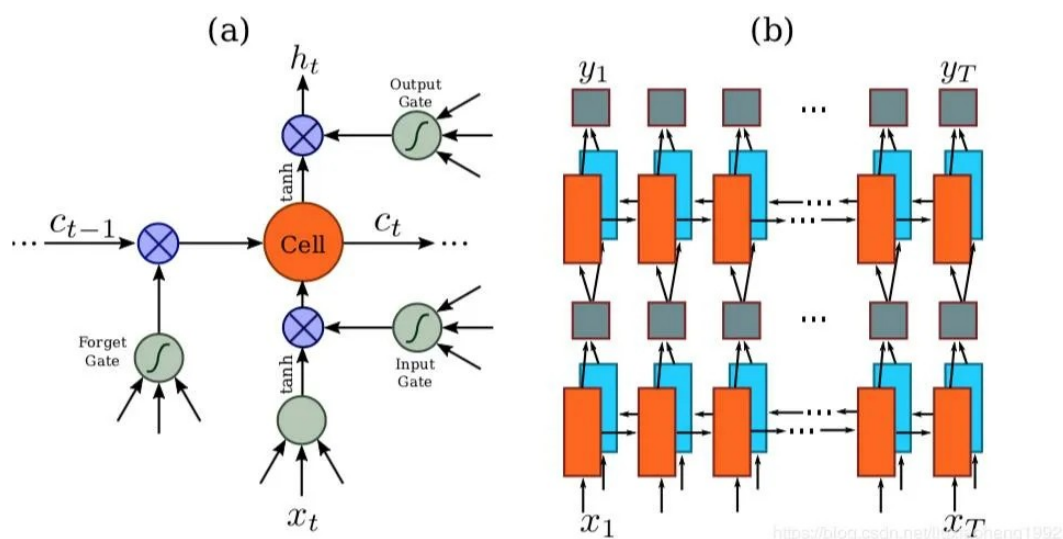 (a)
(b)
h_t
Output
Gate
y_1
y_T
...
tanh
... c_{t-1}
Cell
c_t ...
...
Forget
Gate
tanh
Input
Gate
...
...
...
x_t
x_1
x_T